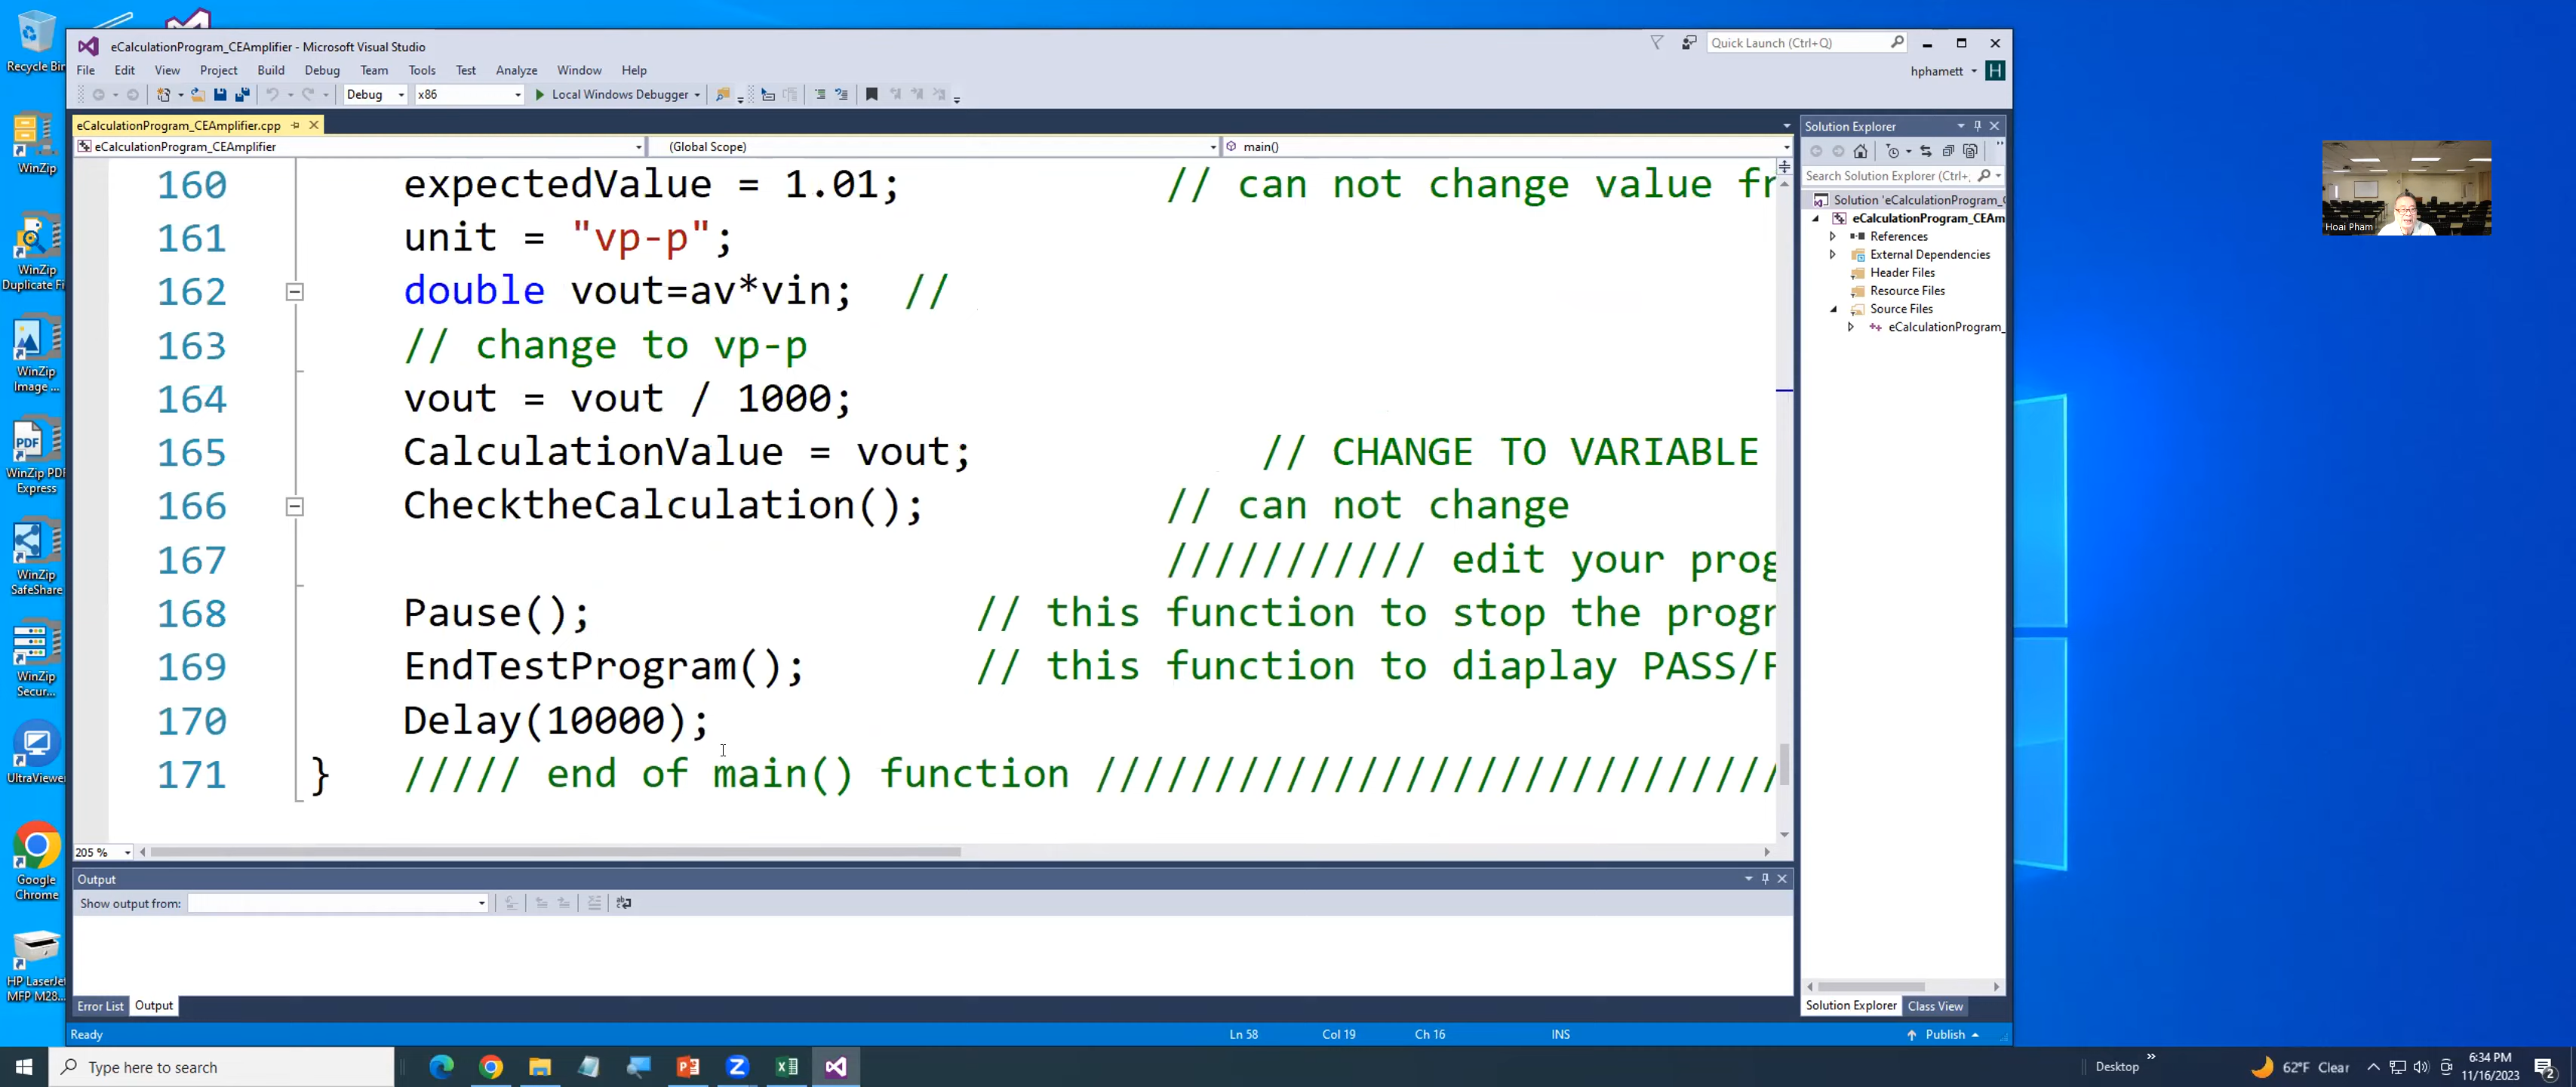 Recycle Bin
WinZip
WinZip
Duplicate Fi
WinZip
Image ...
WinZip PDF
Express
WinZip
SafeShare
WinZip
Secur...
UltraViewer
Google
Chrome
HP LaserJet
MFP M28...
eCalculationProgram_CEAmplifier - Microsoft Visual Studio
Quick Launch (Ctrl+Q)
File Edit View Project Build Debug Team Tools Test Analyze Window Help
hphamett H
Debug x86 Local Windows Debugger
eCalculationProgram_CEAmplifier.cpp
eCalculationProgram_CEAmplifier (Global Scope) main()
160 expectedValue = 1.01; // can not change value fr
161 unit = "vp-p";
162 double vout=av*vin; //
163 // change to vp-p
164 vout = vout / 1000;
165 CalculationValue = vout; // CHANGE TO VARIABLE
166 ChecktheCalculation(); // can not change
167 /////////// edit your prog
168 Pause(); // this function to stop the progr
169 EndTestProgram(); // this function to diaplay PASS/F
170 Delay(10000);
171 } ///// end of main() function /////////////////////////////
205 %
Output
Show output from:
Error List Output
Solution Explorer
Search Solution Explorer (Ctrl+;
Solution 'eCalculationProgram_C
eCalculationProgram_CEAm
References
External Dependencies
Header Files
Resource Files
Source Files
eCalculationProgram_
Solution Explorer Class View
Ready Ln 58 Col 19 Ch 16 INS Publish
Hoai Pham
Type here to search
Desktop
62°F Clear
6:34 PM
11/16/2023
2